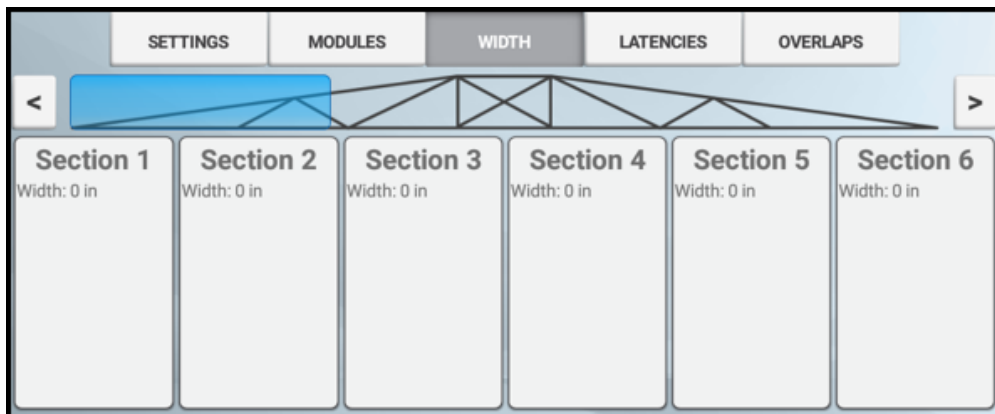 SETTINGS MODULES WIDTH LATENCIES OVERLAPS
< >
Section 1 Section 2 Section 3 Section 4 Section 5 Section 6
Width: 0 in Width: 0 in Width: 0 in Width: 0 in Width: 0 in Width: 0 in